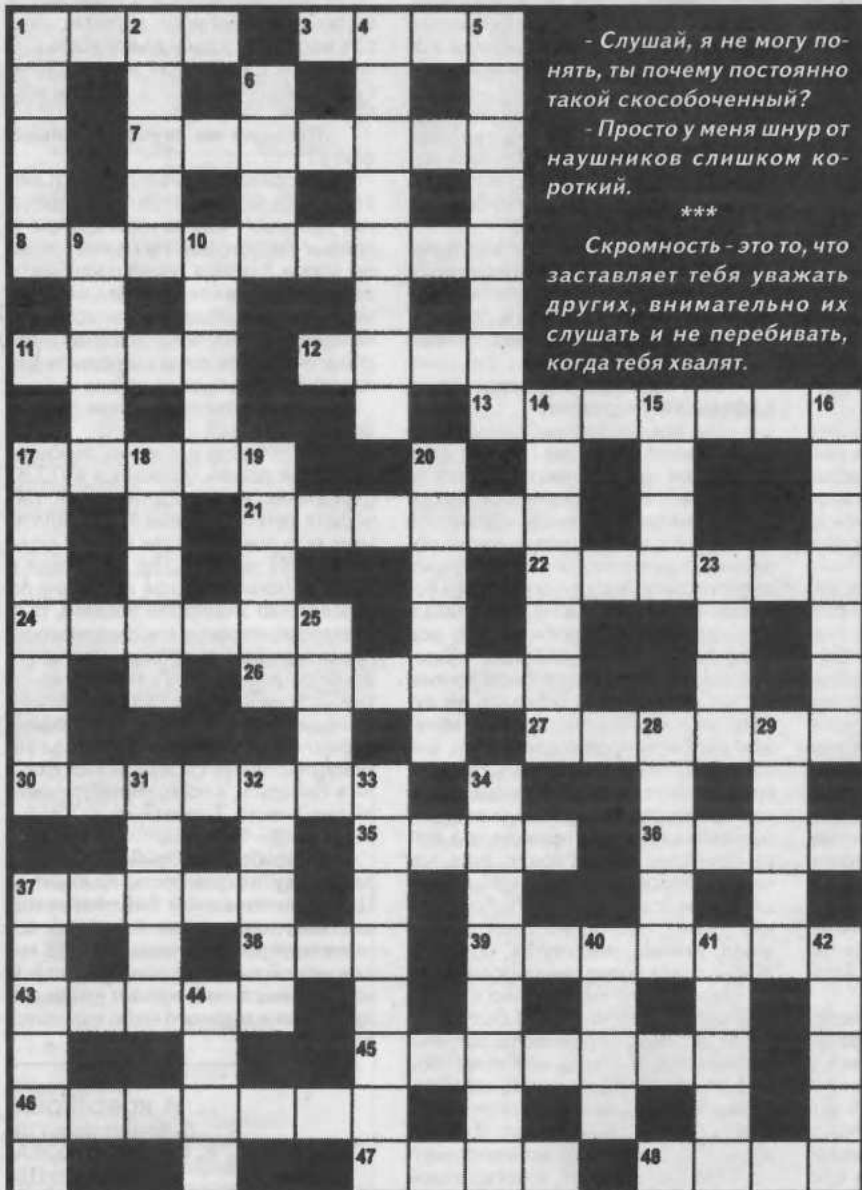 1 2 3 4 5
6
7
8 9 10
11 12
13 14 15 16
17 18 19 20
21
22 23
24 25
26
27 28 29
30 31 32 33 34
35 36
37
38 39 40 41 42
43 44
45
46
47 48
- Слушай, я не могу по-
нять, ты почему постоянно
такой скособоченный?
- Просто у меня шнур от
наушников слишком ко-
роткий.
***
Скромность - это то, что
заставляет тебя уважать
других, внимательно их
слушать и не перебивать,
когда тебя хвалят.